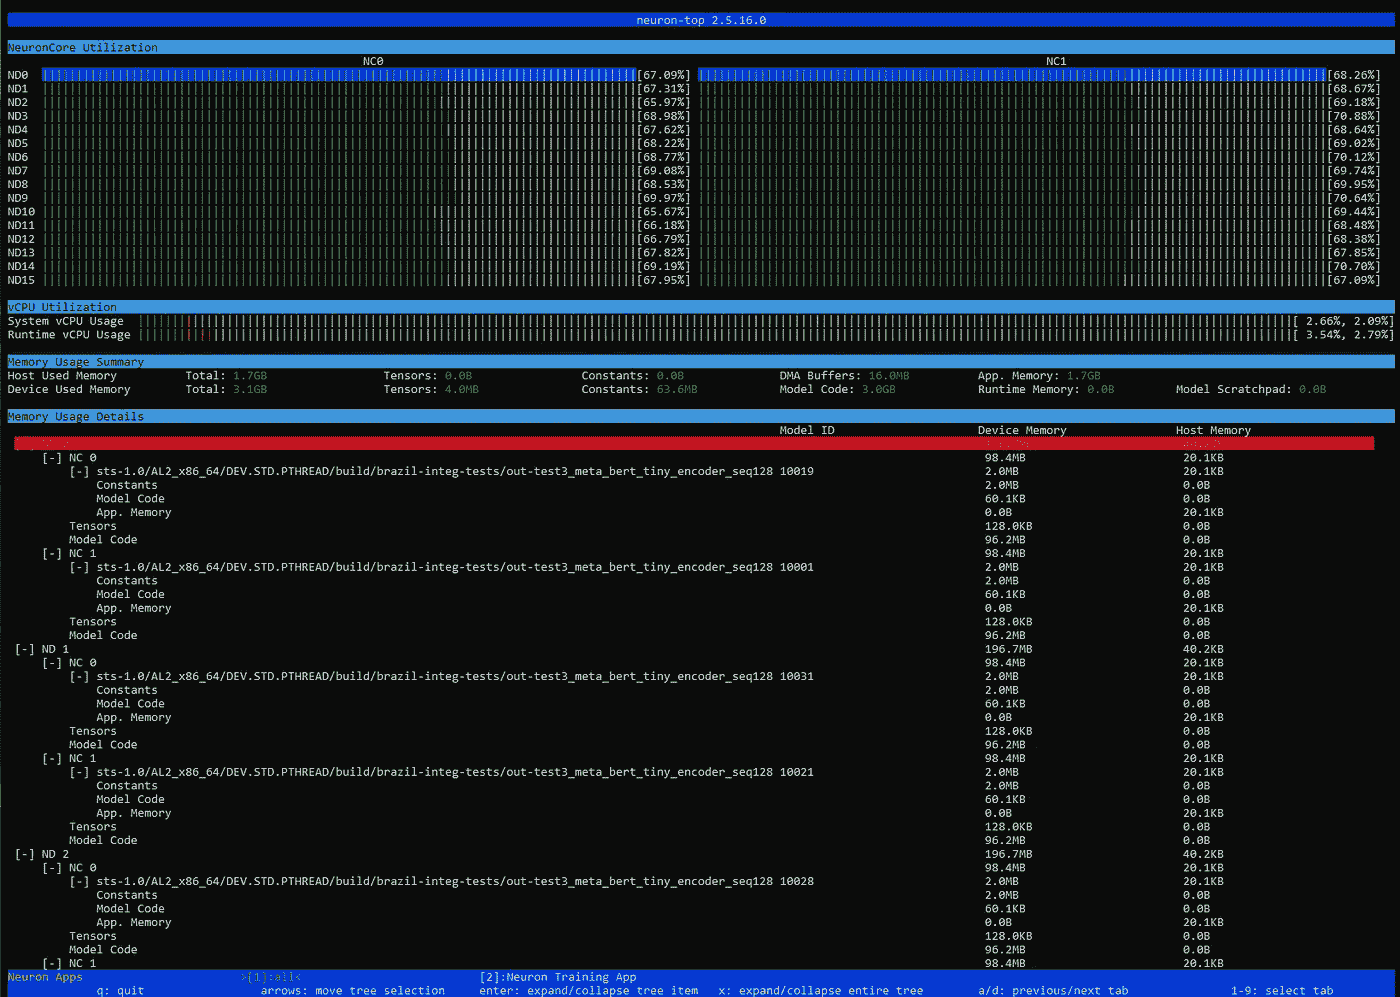 neuron-top 2.5.16.0
NeuronCore Utilization
NC0 NC1
ND0 [67.09%] [68.26%]
ND1 [67.31%] [68.67%]
ND2 [65.97%] [69.18%]
ND3 [68.98%] [70.88%]
ND4 [67.62%] [68.64%]
ND5 [68.22%] [69.02%]
ND6 [68.77%] [70.12%]
ND7 [69.08%] [69.74%]
ND8 [68.53%] [69.95%]
ND9 [69.97%] [70.64%]
ND10 [65.67%] [69.44%]
ND11 [66.18%] [68.48%]
ND12 [66.79%] [68.38%]
ND13 [67.82%] [67.85%]
ND14 [69.19%] [70.70%]
ND15 [67.95%] [67.09%]
vCPU Utilization
System vCPU Usage [ 2.66%, 2.09%]
Runtime vCPU Usage [ 3.54%, 2.79%]
Memory Usage Summary
Host Used Memory Total: 1.7GB Tensors: 0.0B Constants: 0.0B DMA Buffers: 16.0MB App. Memory: 1.7GB
Device Used Memory Total: 3.1GB Tensors: 4.0MB Constants: 63.6MB Model Code: 3.0GB Runtime Memory: 0.0B Model Scratchpad: 0.0B
Memory Usage Details
Model ID Device Memory Host Memory
[-] NC 0 98.4MB 20.1KB
[-] sts-1.0/AL2_x86_64/DEV.STD.PTHREAD/build/brazil-integ-tests/out-test3_meta_bert_tiny_encoder_seq128 10019 2.0MB 20.1KB
Constants 2.0MB 0.0B
Model Code 60.1KB 0.0B
App. Memory 0.0B 20.1KB
Tensors 128.0KB 0.0B
Model Code 96.2MB 0.0B
[-] NC 1 98.4MB 20.1KB
[-] sts-1.0/AL2_x86_64/DEV.STD.PTHREAD/build/brazil-integ-tests/out-test3_meta_bert_tiny_encoder_seq128 10001 2.0MB 20.1KB
Constants 2.0MB 0.0B
Model Code 60.1KB 0.0B
App. Memory 0.0B 20.1KB
Tensors 128.0KB 0.0B
Model Code 96.2MB 0.0B
[-] ND 1 196.7MB 40.2KB
[-] NC 0 98.4MB 20.1KB
[-] sts-1.0/AL2_x86_64/DEV.STD.PTHREAD/build/brazil-integ-tests/out-test3_meta_bert_tiny_encoder_seq128 10031 2.0MB 20.1KB
Constants 2.0MB 0.0B
Model Code 60.1KB 0.0B
App. Memory 0.0B 20.1KB
Tensors 128.0KB 0.0B
Model Code 96.2MB 0.0B
[-] NC 1 98.4MB 20.1KB
[-] sts-1.0/AL2_x86_64/DEV.STD.PTHREAD/build/brazil-integ-tests/out-test3_meta_bert_tiny_encoder_seq128 10021 2.0MB 20.1KB
Constants 2.0MB 0.0B
Model Code 60.1KB 0.0B
App. Memory 0.0B 20.1KB
Tensors 128.0KB 0.0B
Model Code 96.2MB 0.0B
[-] ND 2 196.7MB 40.2KB
[-] NC 0 98.4MB 20.1KB
[-] sts-1.0/AL2_x86_64/DEV.STD.PTHREAD/build/brazil-integ-tests/out-test3_meta_bert_tiny_encoder_seq128 10028 2.0MB 20.1KB
Constants 2.0MB 0.0B
Model Code 60.1KB 0.0B
App. Memory 0.0B 20.1KB
Tensors 128.0KB 0.0B
Model Code 96.2MB 0.0B
[-] NC 1 98.4MB 20.1KB
Neuron Apps >[1]:all< [2]:Neuron Training App
q: quit arrows: move tree selection enter: expand/collapse tree item x: expand/collapse entire tree a/d: previous/next tab 1-9: select tab